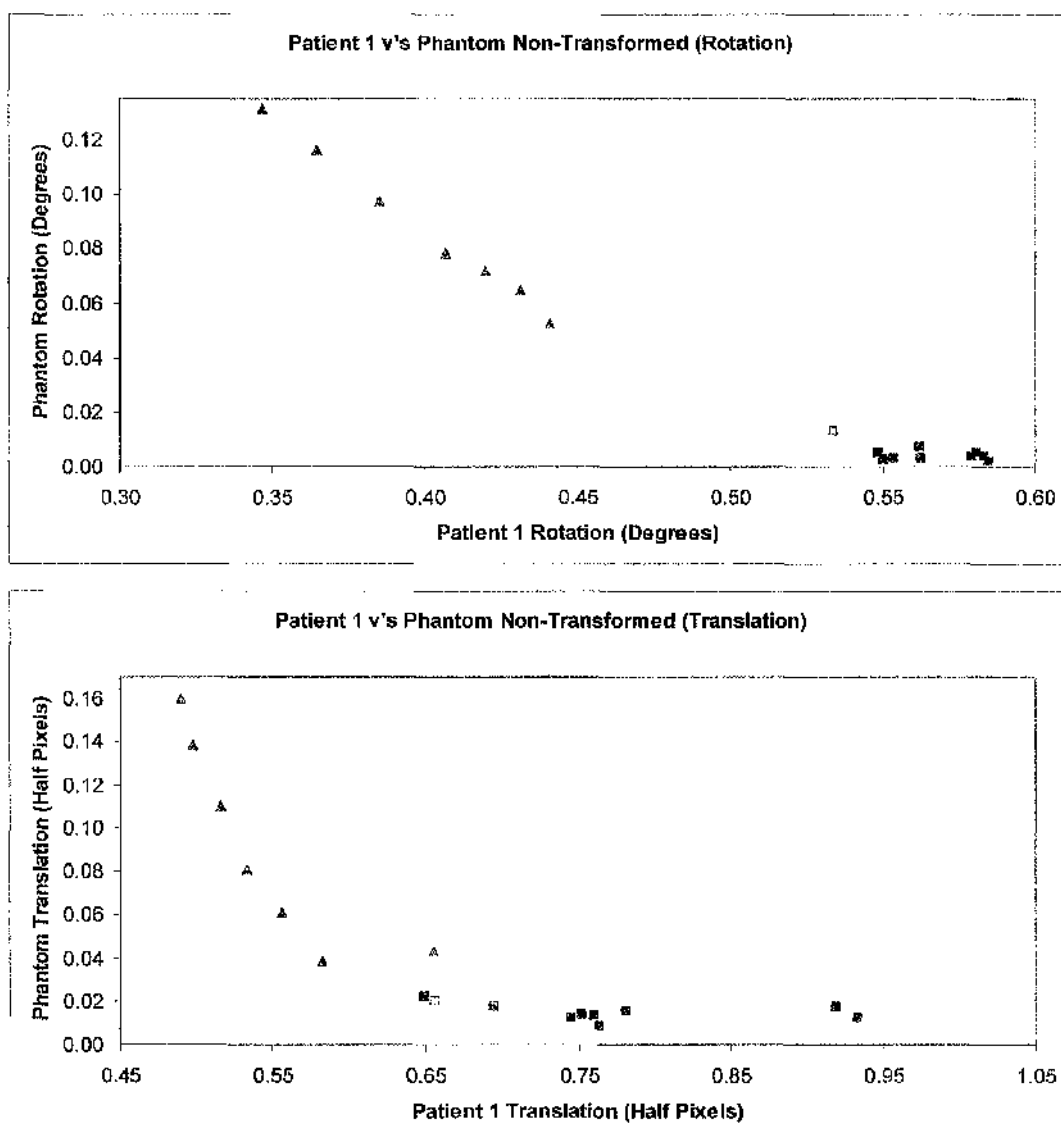 Patient 1 v's Phantom Non-Transformed (Rotation)
Phantom Rotation (Degrees)
0.12
0.10
0.08
0.06
0.04
0.02
0.00
0.30 0.35 0.40 0.45 0.50 0.55 0.60
Patient 1 Rotation (Degrees)
Patient 1 v's Phantom Non-Transformed (Translation)
Phantom Translation (Half Pixels)
0.16
0.14
0.12
0.10
0.08
0.06
0.04
0.02
0.00
0.45 0.55 0.65 0.75 0.85 0.95 1.05
Patient 1 Translation (Half Pixels)